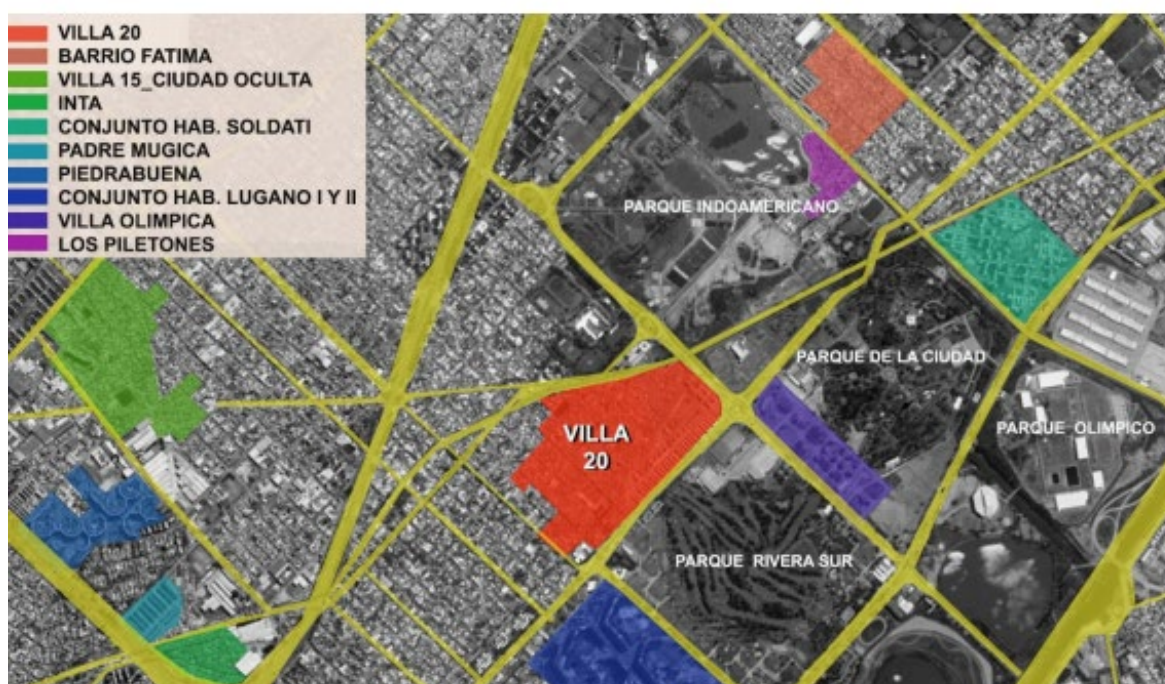 VILLA 20
BARRIO FATIMA
VILLA 15_CIUDAD OCULTA
INTA
CONJUNTO HAB. SOLDATI
PADRE MUGICA
PIEDRABUENA
CONJUNTO HAB. LUGANO I Y II
VILLA OLIMPICA
LOS PILETONES
PARQUE INDOAMERICANO
PARQUE DE LA CIUDAD
VILLA
20
PARQUE OLIMPICO
PARQUE RIVERA SUR